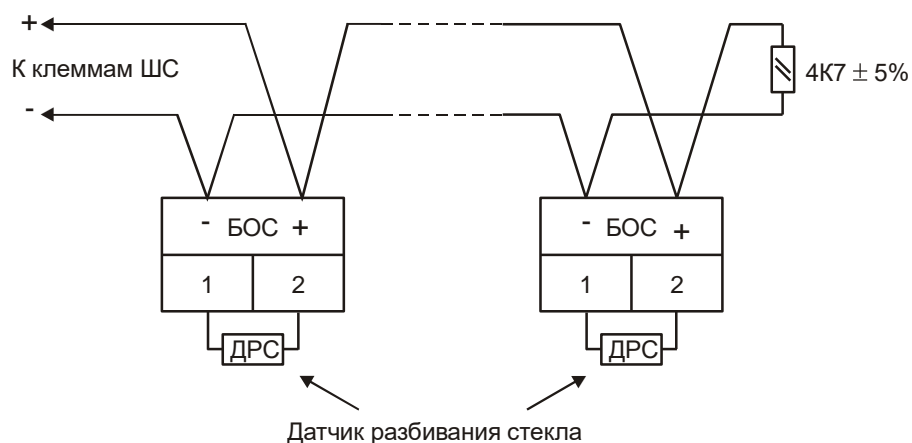 +
К клеммам ШС
4К7 ± 5%
-
- БОС +
- БОС +
1 2
1 2
ДРС
ДРС
Датчик разбивания стекла